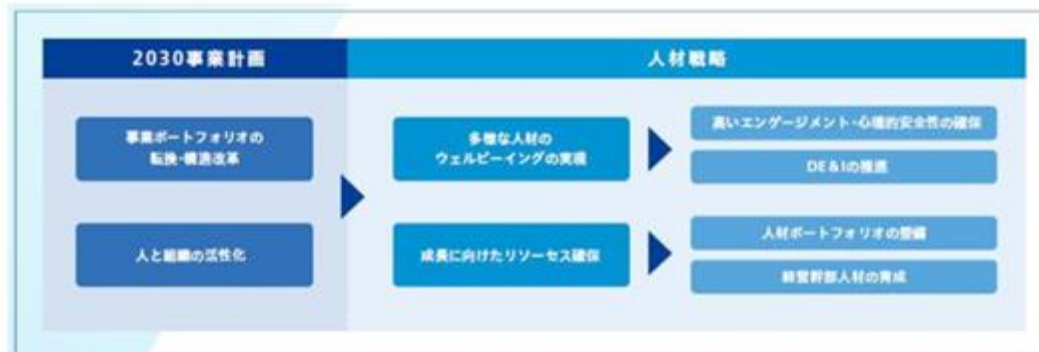 2030事業計画
人材戦略
事業ポートフォリオの
転換・構造改革
人と組織の活性化
多様な人材の
ウェルビーイングの実現
成長に向けたリソーセス確保
高いエンゲージメント・心理的安全性の確保
DE&Iの推進
人材ポートフォリオの整備
経営幹部人材の育成